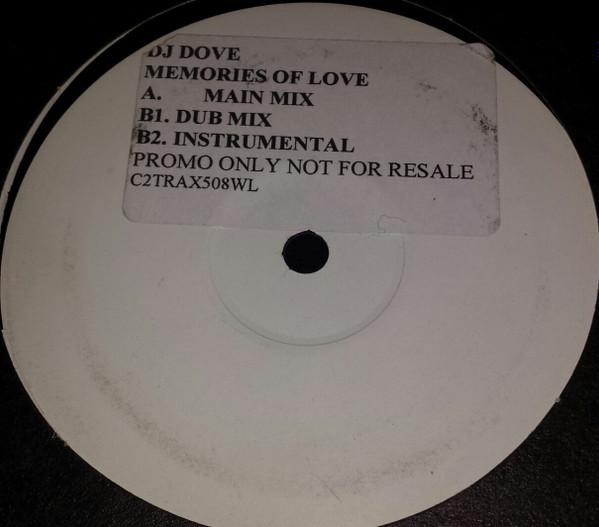 DJ DOVE
MEMORIES OF LOVE
A. MAIN MIX
B1. DUB MIX
B2. INSTRUMENTAL
PROMO ONLY NOT FOR RESALE
C2TRAX508WL